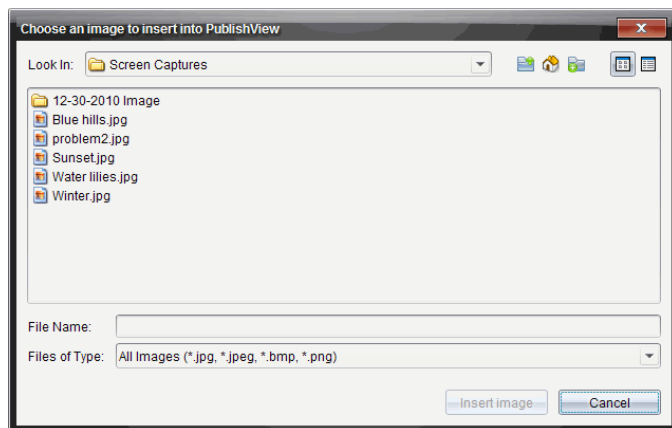 Choose an image to insert into PublishView
Look In: Screen Captures
12-30-2010 Image
Blue hills.jpg
problem2.jpg
Sunset.jpg
Water lilies.jpg
Winter.jpg
File Name:
Files of Type: All Images (*.jpg, *.jpeg, *.bmp, *.png)
Insert image Cancel